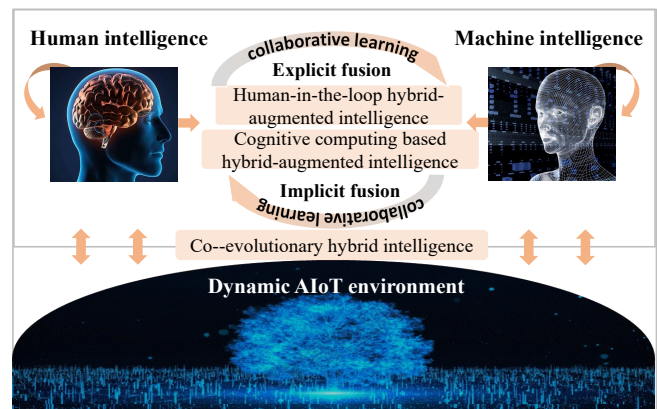 Human intelligence
collaborative learning
Machine intelligence
Explicit fusion
Human-in-the-loop hybrid-
augmented intelligence
Cognitive computing based
hybrid-augmented intelligence
Implicit fusion
collaborative learning
Co--evolutionary hybrid intelligence
Dynamic AIoT environment